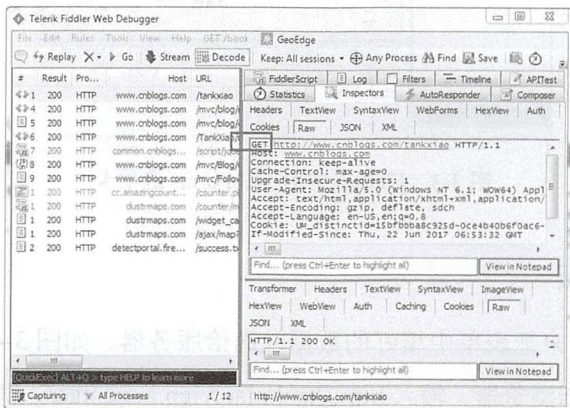 Telerik Fiddler Web Debugger
File Edit Rules Tools View Help GET /book GeoEdge
Replay X Go Stream Decode Keep: All sessions Any Process Find Save
# Result Pro... Host URL
1 200 HTTP www.cnblogs.com /tankxiao
4 200 HTTP www.cnblogs.com /mvc/blog/
5 200 HTTP www.cnblogs.com /mvc/blog/
6 200 HTTP www.cnblogs.com /TankXiao/
7 200 HTTP common.cnblogs... /script/
8 200 HTTP www.cnblogs.com /mvc/Blog/
9 200 HTTP www.cnblogs.com /mvc/Follow
1 200 HTTP cc.amazingcount... /counter.p
1 200 HTTP dustrmaps.com /counter/m
1 200 HTTP dustrmaps.com /widget_ca
1 200 HTTP dustrmaps.com /ajax/map?
2 200 HTTP detectportal.fire... /success.tx
[QuickExec] ALT+Q > type HELP to learn more
FiddlerScript Log Filters Timeline APITest
Statistics Inspectors AutoResponder Composer
Headers TextView SyntaxView WebForms HexView Auth
Cookies Raw JSON XML
GET http://www.cnblogs.com/tankxiao HTTP/1.1
Host: www.cnblogs.com
Connection: keep-alive
Cache-Control: max-age=0
Upgrade-Insecure-Requests: 1
User-Agent: Mozilla/5.0 (Windows NT 6.1; WOW64) Appl
Accept: text/html,application/xhtml+xml,application/
Accept-Encoding: gzip, deflate, sdch
Accept-Language: en-US,en;q=0.8
Cookie: UM_distinctid=15bfbbba8c925d-0ce4b40b6f0ac6-
If-Modified-Since: Thu, 22 Jun 2017 06:53:32 GMT
Find... (press Ctrl+Enter to highlight all) View in Notepad
Transformer Headers TextView SyntaxView ImageView
HexView WebView Auth Caching Cookies Raw
JSON XML
HTTP/1.1 200 OK
Find... (press Ctrl+Enter to highlight all) View in Notepad
Capturing All Processes 1 / 12 http://www.cnblogs.com/tankxiao